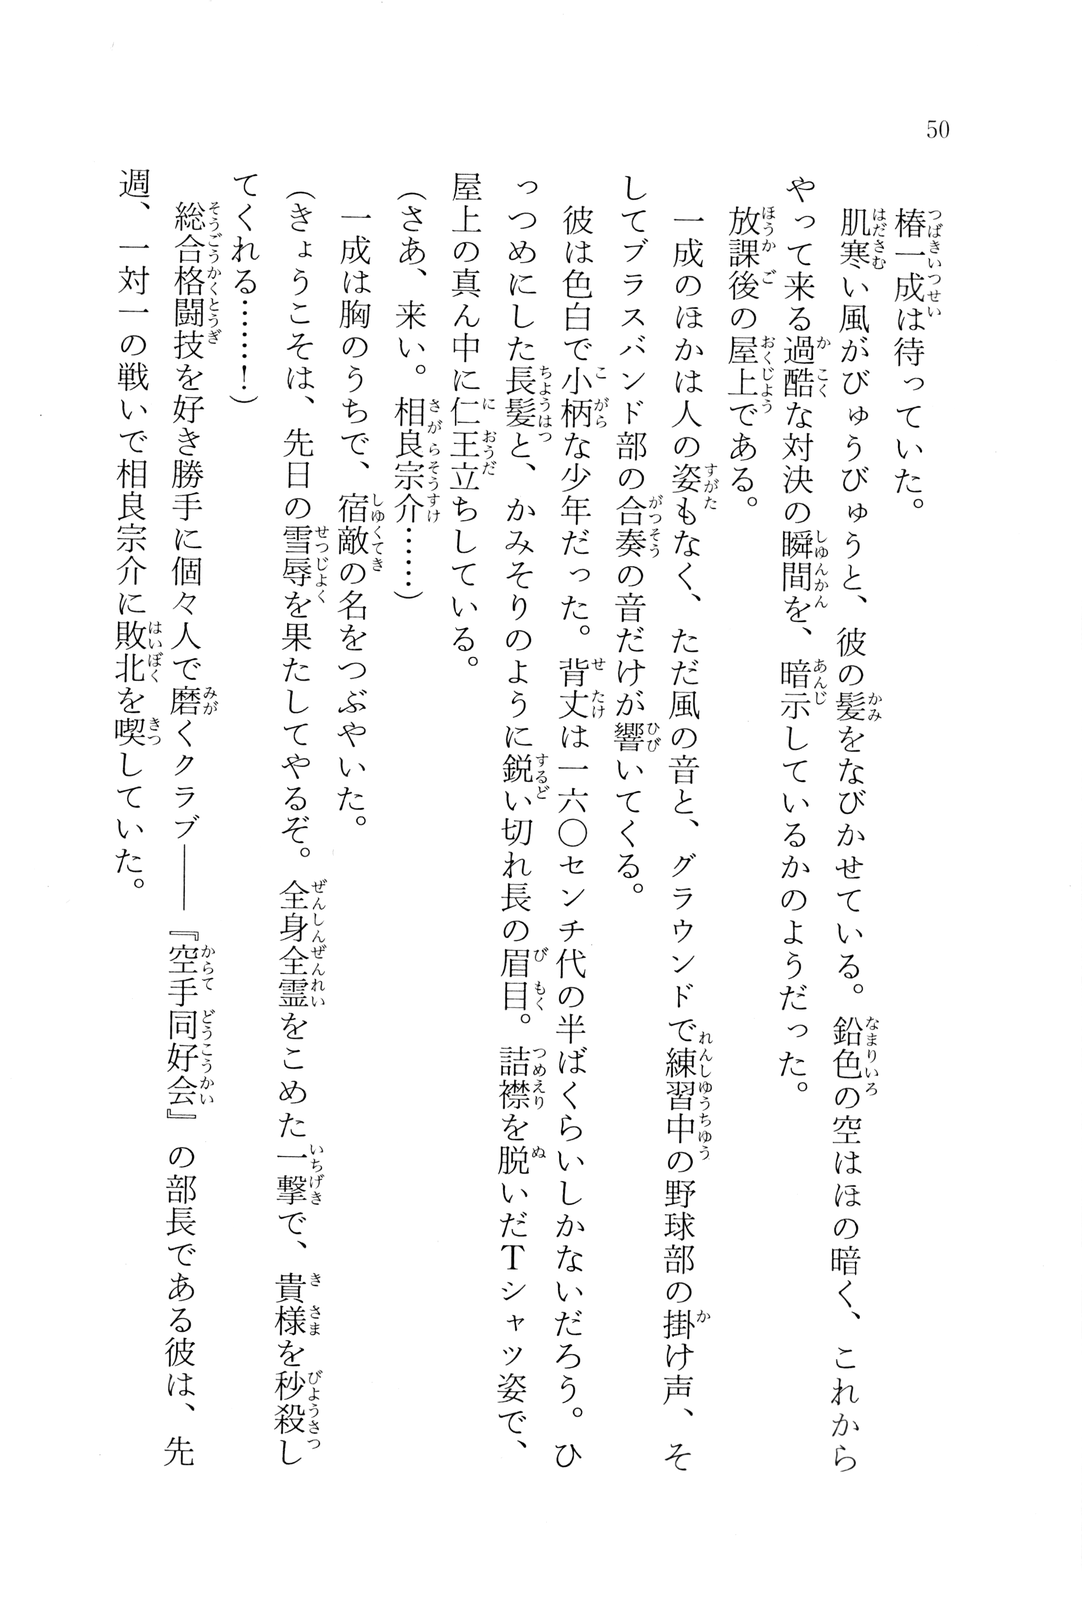 50
椿一成は待っていた。
肌寒い風がびゅうびゅうと、彼の髪をなびかせている。鉛色の空はほの暗く、これから
やって来る過酷な対決の瞬間を、暗示しているかのようだった。
放課後の屋上である。
一成のほかは人の姿もなく、ただ風の音と、グラウンドで練習中の野球部の掛け声、そ
してブラスバンド部の合奏の音だけが響いてくる。
彼は色白で小柄な少年だった。背丈は一六〇センチ代の半ばくらいしかないだろう。ひ
っつめにした長髪と、かみそりのように鋭い切れ長の眉目。詰襟を脱いだTシャツ姿で、
屋上の真ん中に仁王立ちしている。
（さあ、来い。相良宗介……）
一成は胸のうちで、宿敵の名をつぶやいた。
（きょうこそは、先日の雪辱を果たしてやるぞ。全身全霊をこめた一撃で、貴様を秒殺し
てくれる……！）
総合格闘技を好き勝手に個々人で磨くクラブ――『空手同好会』の部長である彼は、先
週、一対一の戦いで相良宗介に敗北を喫していた。